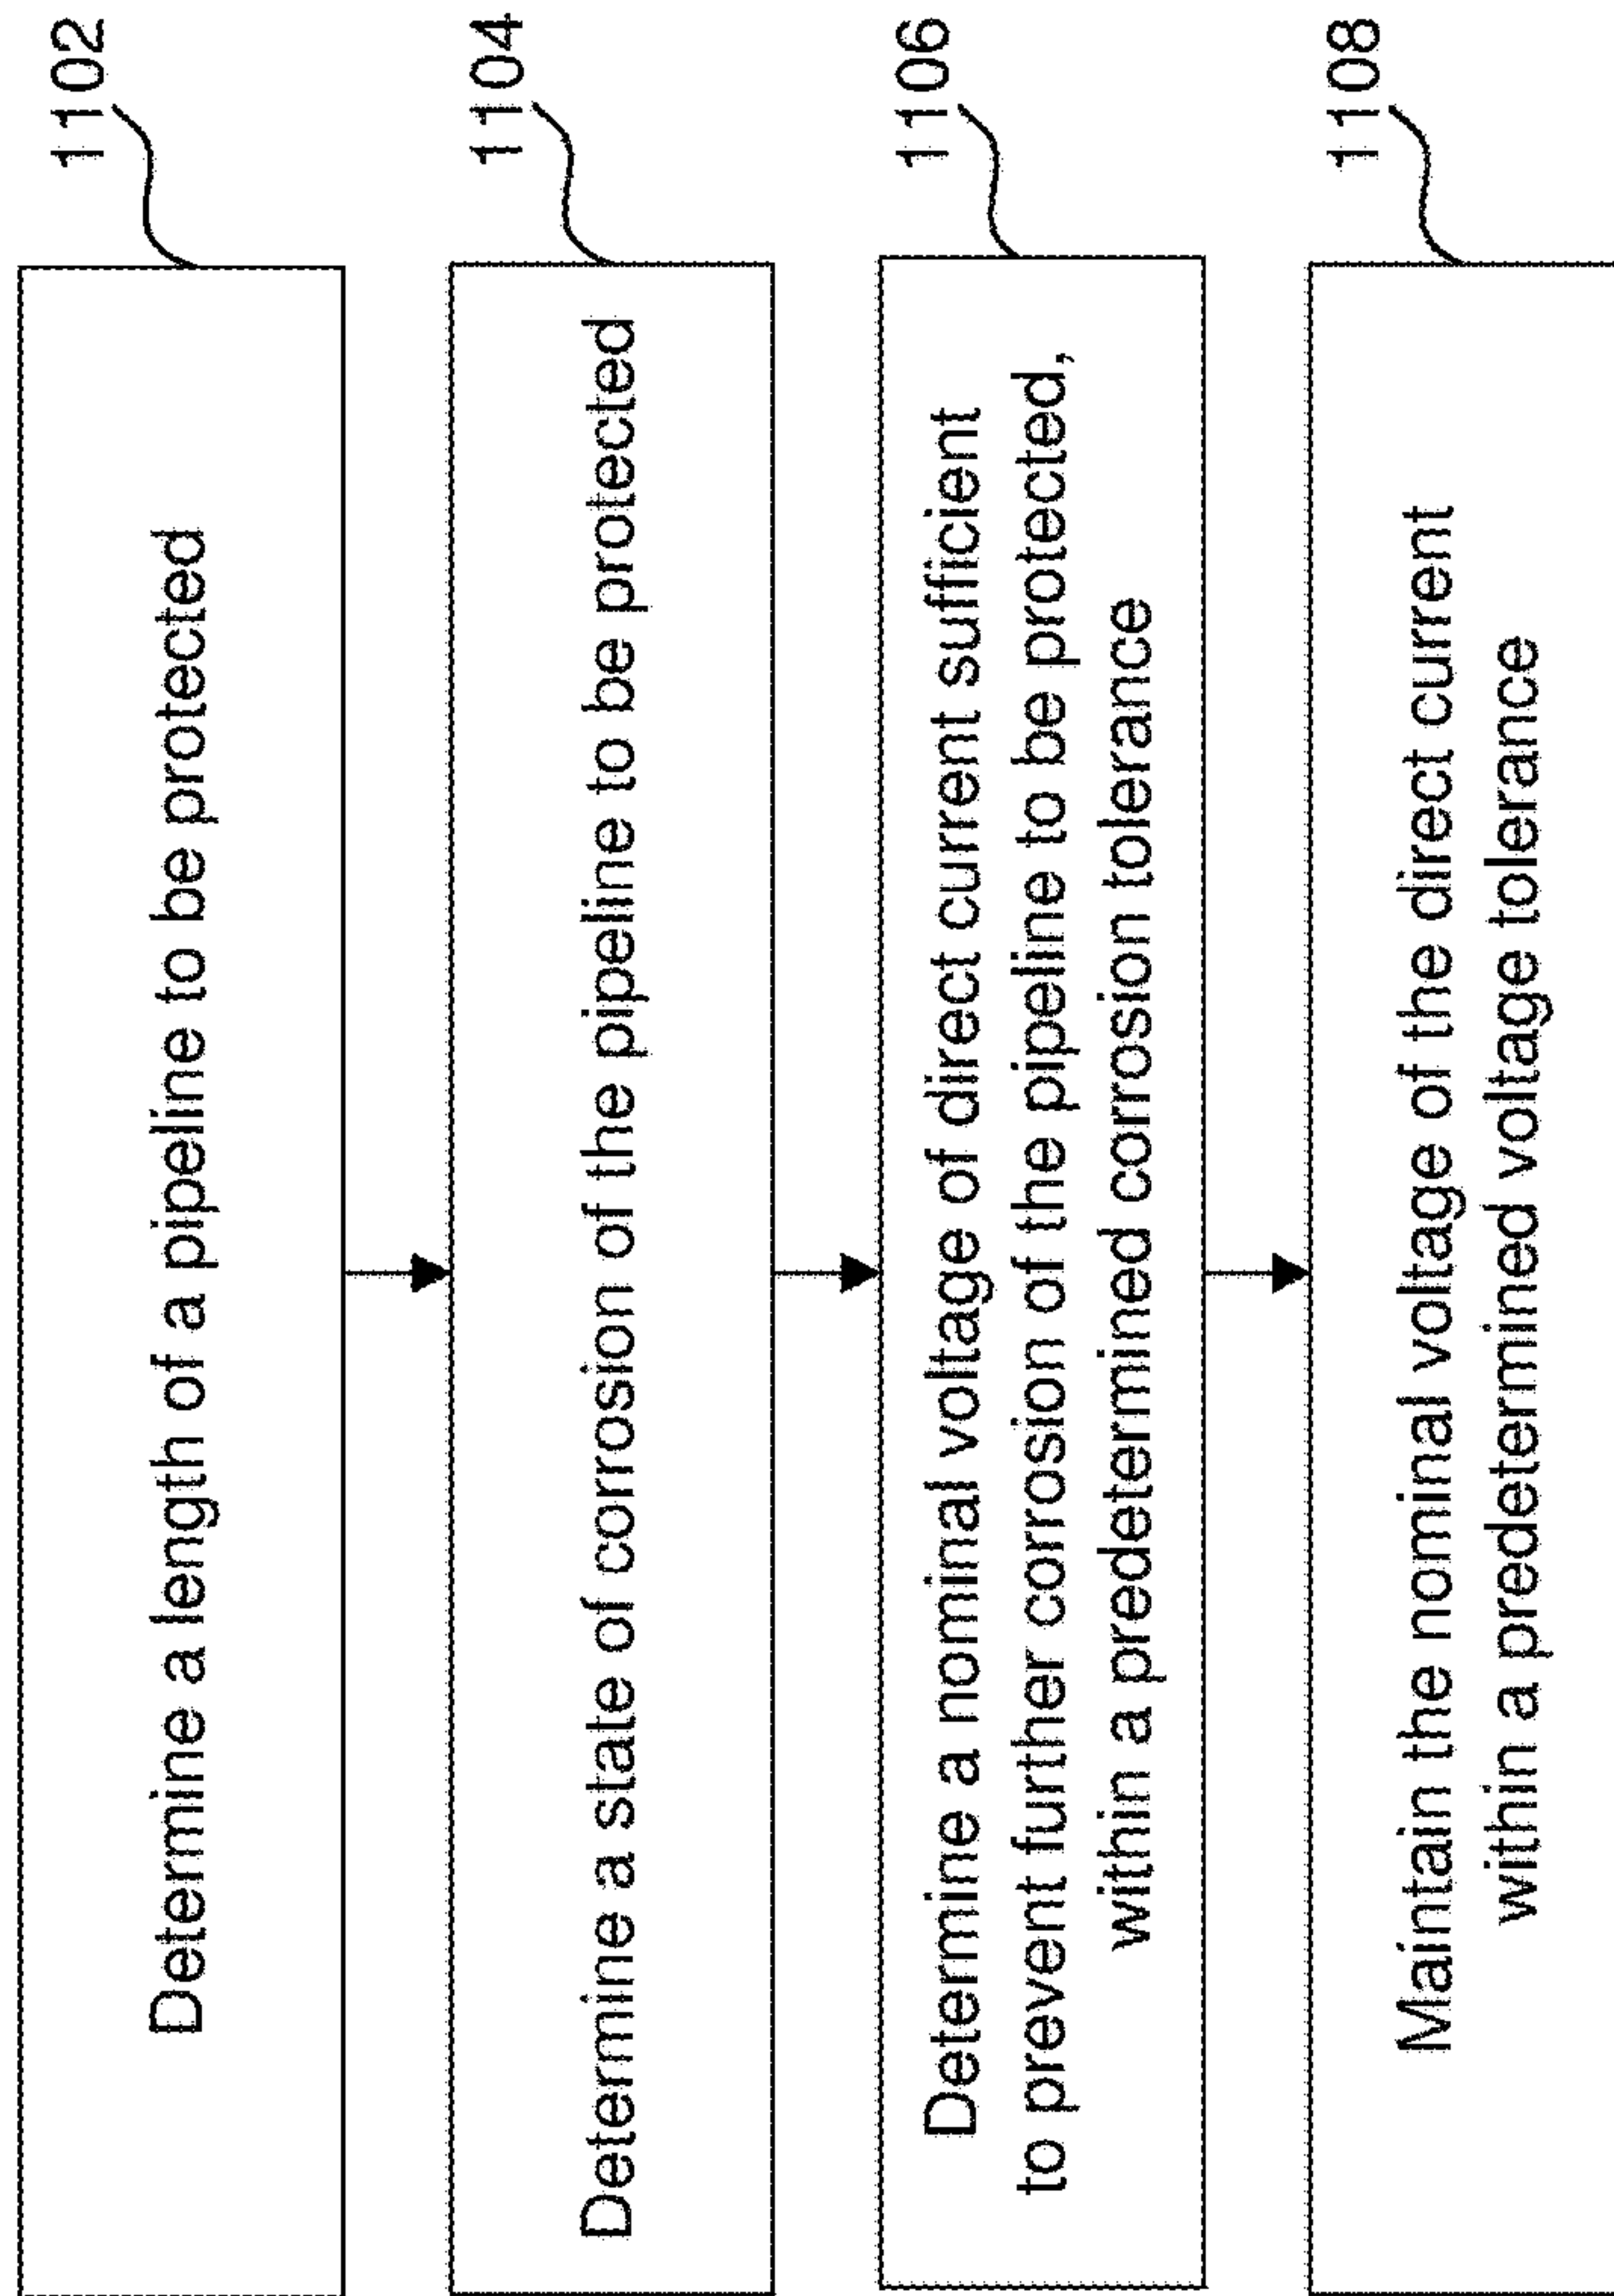 1102
Determine a length of a pipeline to be protected
1104
Determine a state of corrosion of the pipeline to be protected
1106
Determine a nominal voltage of direct current sufficient
to prevent further corrosion of the pipeline to be protected,
within a predetermined corrosion tolerance
1108
Maintain the nominal voltage of the direct current
within a predetermined voltage tolerance